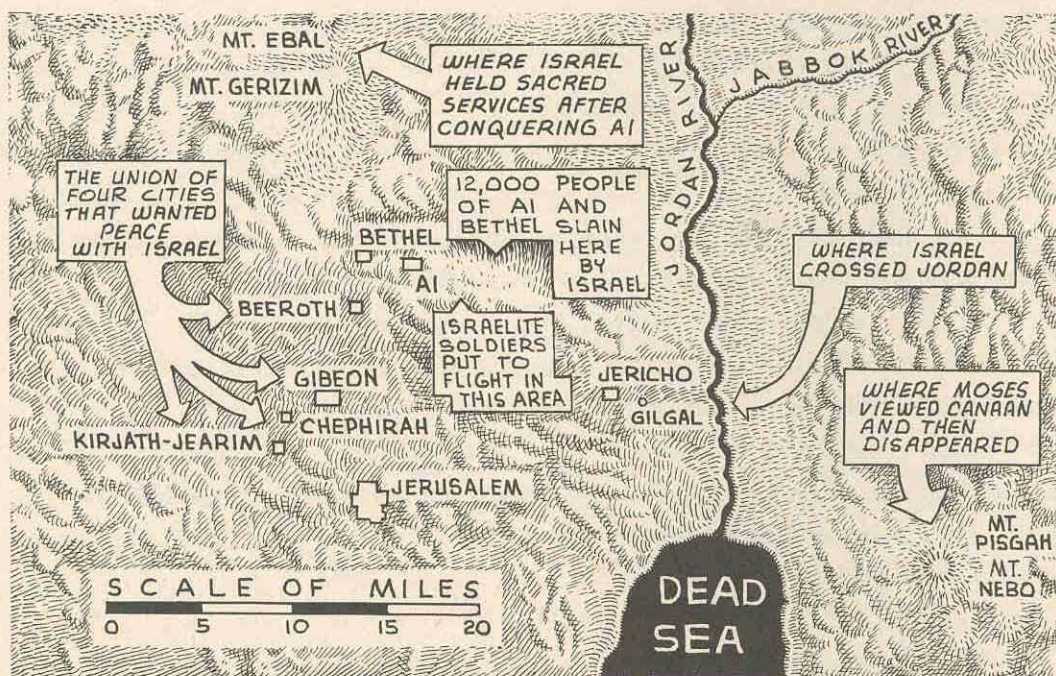 MT. EBAL
MT. GERIZIM
WHERE ISRAEL
HELD SACRED
SERVICES AFTER
CONQUERING AI
JORDAN RIVER
JABBOK RIVER
THE UNION OF
FOUR CITIES
THAT WANTED
PEACE
WITH ISRAEL
12,000 PEOPLE
OF AI AND
BETHEL SLAIN
HERE
BY
ISRAEL
BETHEL
AI
WHERE ISRAEL
CROSSED JORDAN
BEEROTH
ISRAELITE
SOLDIERS
PUT TO
FLIGHT IN
THIS AREA
GIBEON
JERICHO
GILGAL
CHEPHIRAH
KIRJATH-JEARIM
WHERE MOSES
VIEWED CANAAN
AND THEN
DISAPPEARED
JERUSALEM
MT.
PISGAH
MT.
NEBO
SCALE OF MILES
0 5 10 15 20
DEAD
SEA